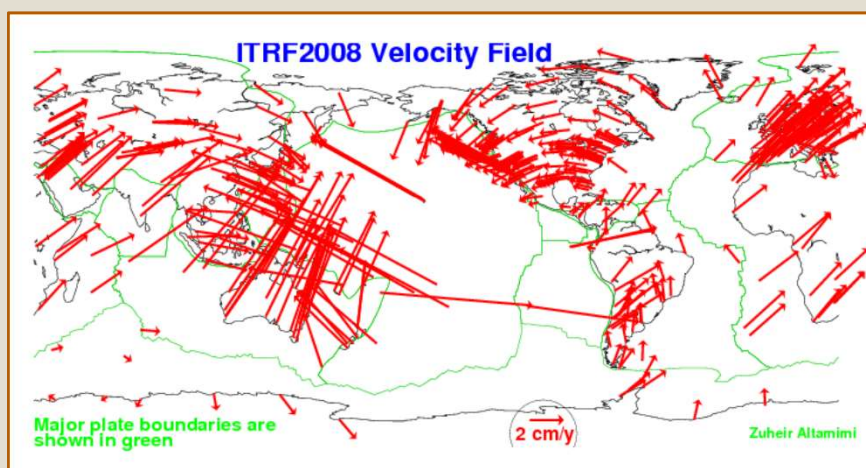 ITRF2008 Velocity Field
Major plate boundaries are
shown in green
2 cm/y
Zuheir Altamimi